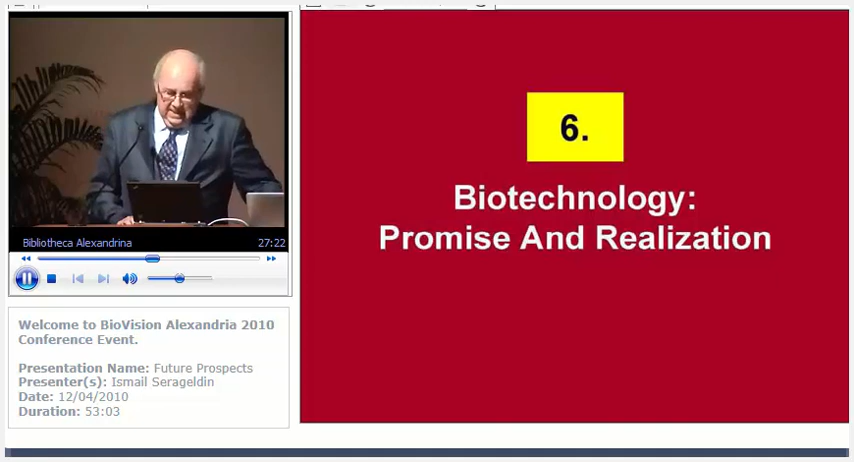 Bibliotheca Alexandrina
27:22
Welcome to BioVision Alexandria 2010
Conference Event.
Presentation Name: Future Prospects
Presenter(s): Ismail Serageldin
Date: 12/04/2010
Duration: 53:03
6.
Biotechnology:
Promise And Realization